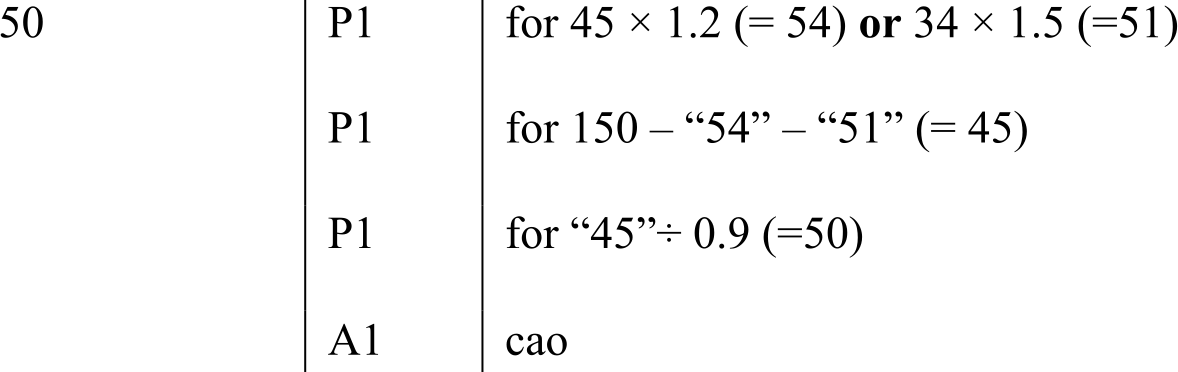 50 P1 for 45 × 1.2 (= 54) or 34 × 1.5 (=51)
P1 for 150 – “54” – “51” (= 45)
P1 for “45”÷ 0.9 (=50)
A1 cao